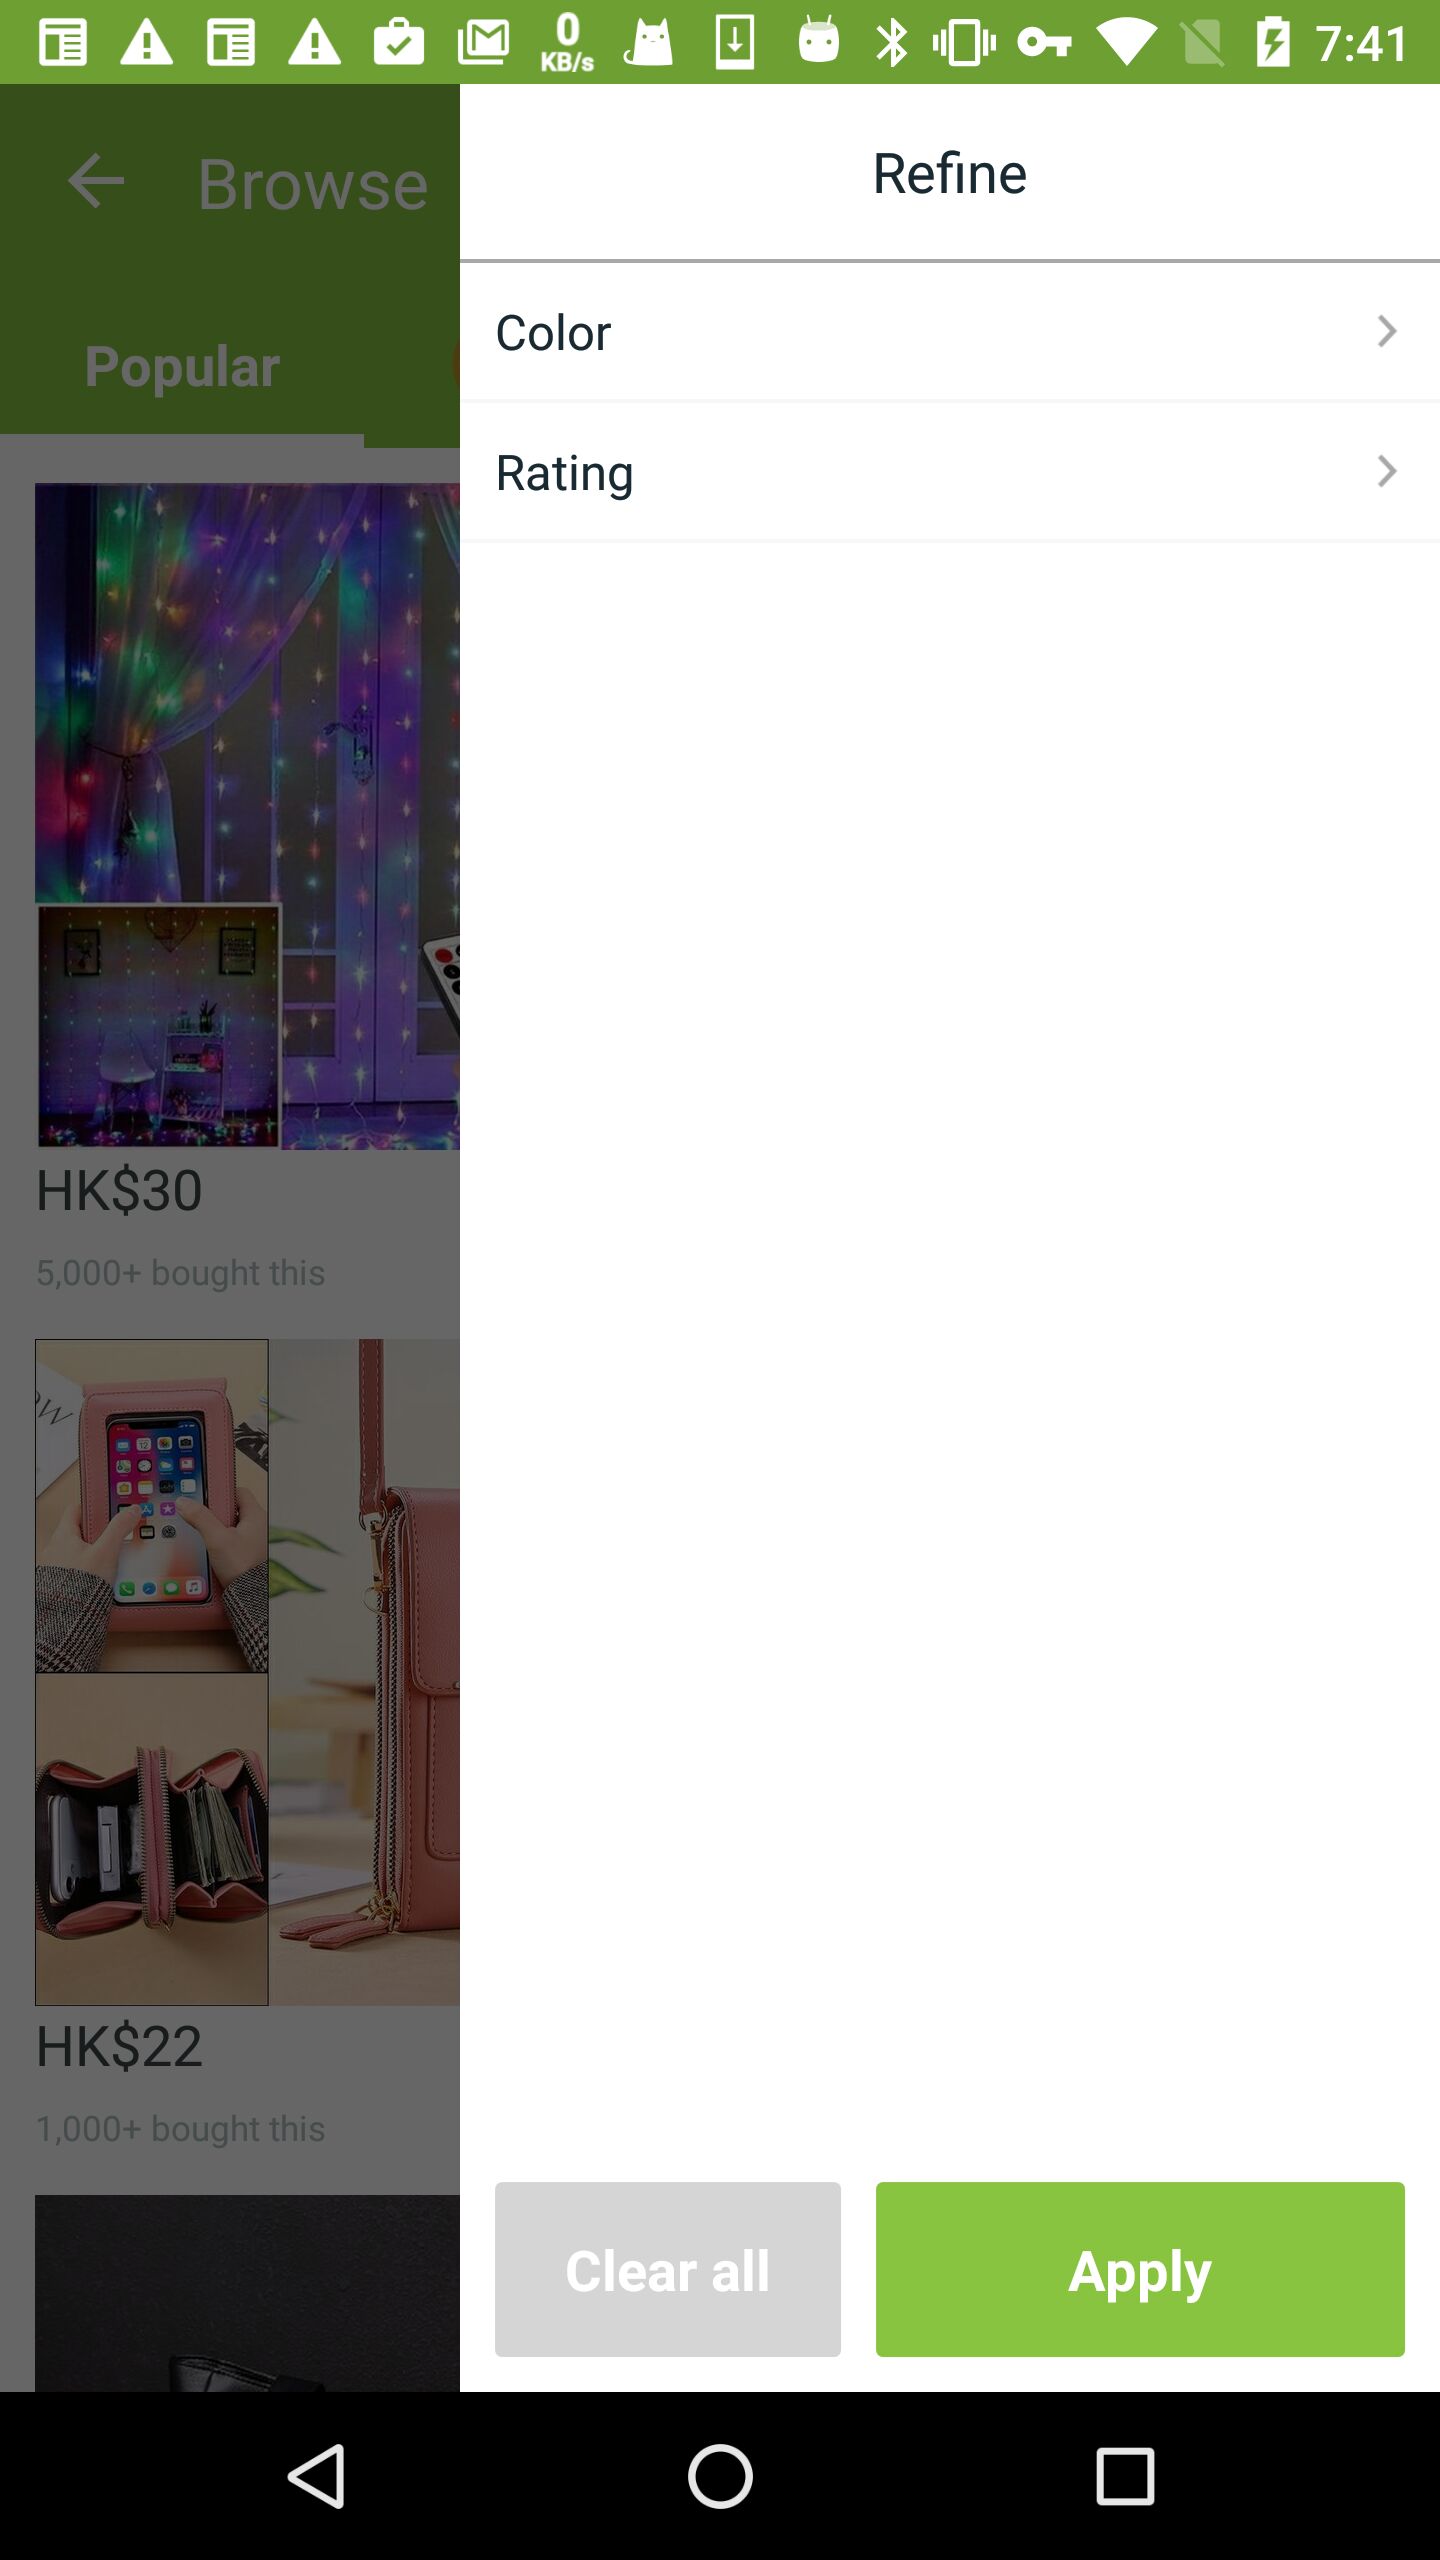 0
KB/s
7:41
Browse
Refine
Popular
Color
Rating
HK$30
5,000+ bought this
HK$22
1,000+ bought this
Clear all
Apply